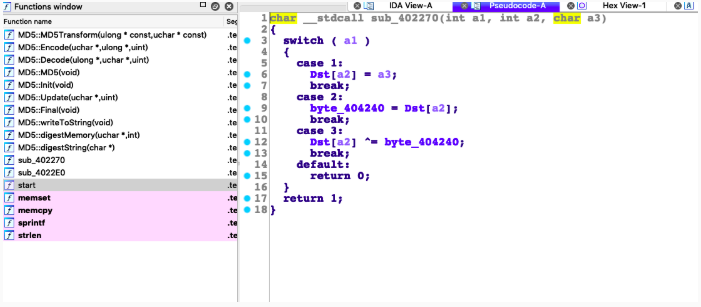 Functions window
Function name
Seg
MD5::MD5Transform(ulong * const,uchar * const)
.te
MD5::Encode(uchar *,ulong *,uint)
.te
MD5::Decode(ulong *,uchar *,uint)
.te
MD5::MD5(void)
.te
MD5::Init(void)
.te
MD5::Update(uchar *,uint)
.te
MD5::Final(void)
.te
MD5::writeToString(void)
.te
MD5::digestMemory(uchar *,int)
.te
MD5::digestString(char *)
.te
sub_402270
.te
sub_4022E0
.te
start
.te
memset
.te
memcpy
.te
sprintf
.te
strlen
.te
IDA View-A
Pseudocode-A
Hex View-1
1 char __stdcall sub_402270(int a1, int a2, char a3)
2 {
3 switch ( a1 )
4 {
5 case 1:
6 Dst[a2] = a3;
7 break;
8 case 2:
9 byte_404240 = Dst[a2];
10 break;
11 case 3:
12 Dst[a2] ^= byte_404240;
13 break;
14 default:
15 return 0;
16 }
17 return 1;
18 }